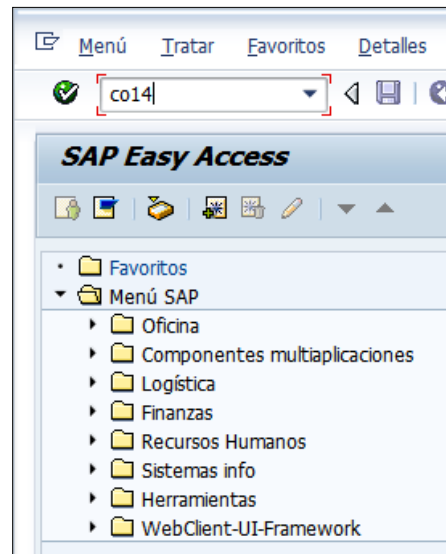 Menú Tratar Favoritos Detalles
co14
SAP Easy Access
Favoritos
Menú SAP
Oficina
Componentes multiaplicaciones
Logística
Finanzas
Recursos Humanos
Sistemas info
Herramientas
WebClient-UI-Framework